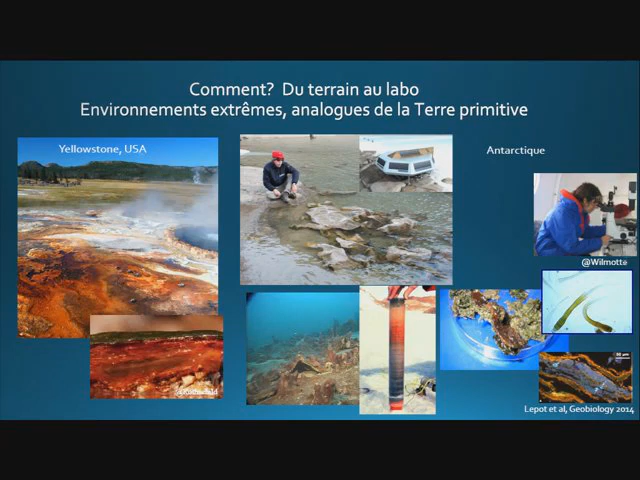 Comment? Du terrain au labo
Environnements extrêmes, analogues de la Terre primitive
Yellowstone, USA
Antarctique
@Wilmotte
Lepot et al, Geobiology 2014